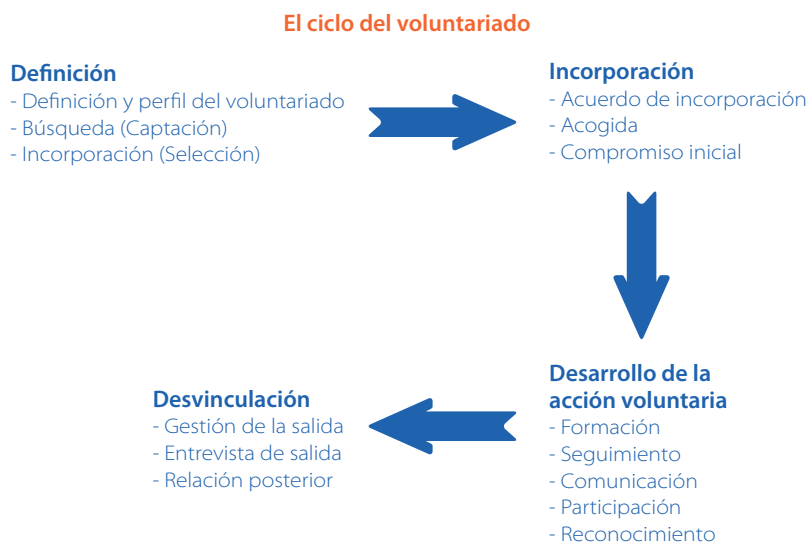 El ciclo del voluntariado
Definición
- Definición y perfil del voluntariado
- Búsqueda (Captación)
- Incorporación (Selección)
Incorporación
- Acuerdo de incorporación
- Acogida
- Compromiso inicial
Desarrollo de la
acción voluntaria
- Formación
- Seguimiento
- Comunicación
- Participación
- Reconocimiento
Desvinculación
- Gestión de la salida
- Entrevista de salida
- Relación posterior